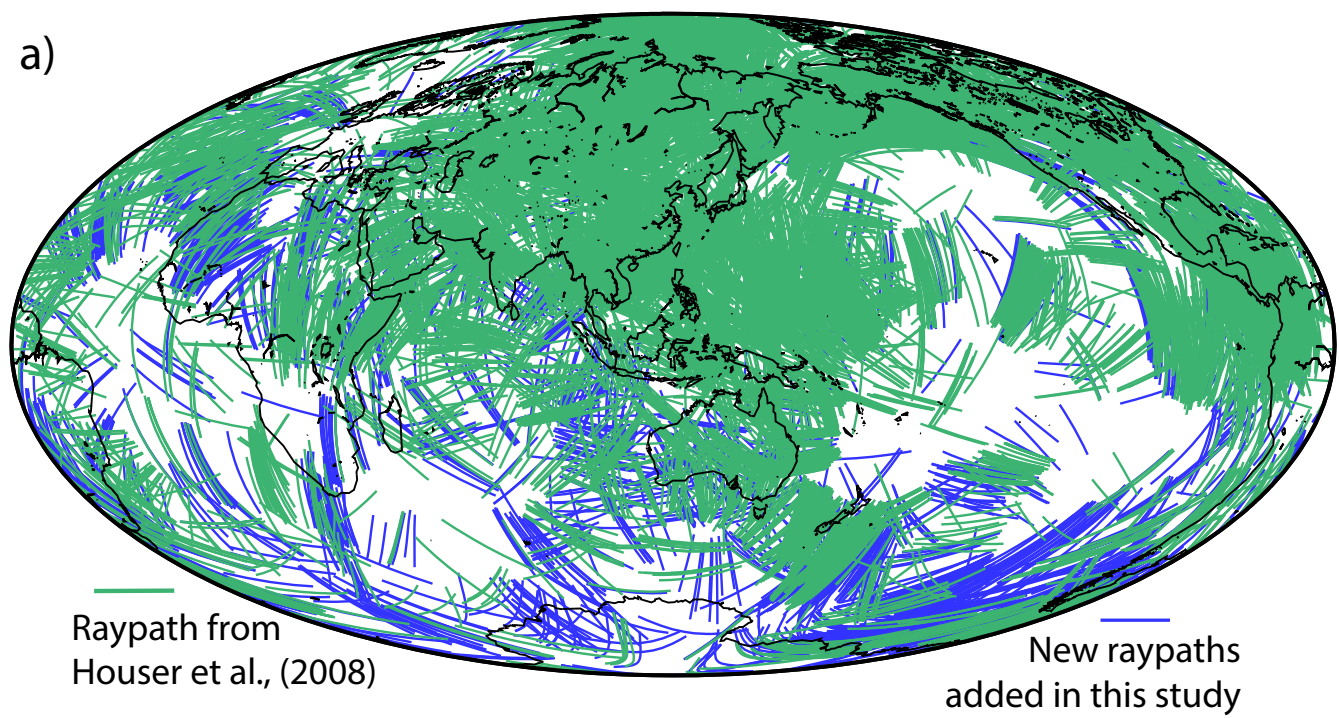 a)
Raypath from
Houser et al., (2008)
New raypaths
added in this study